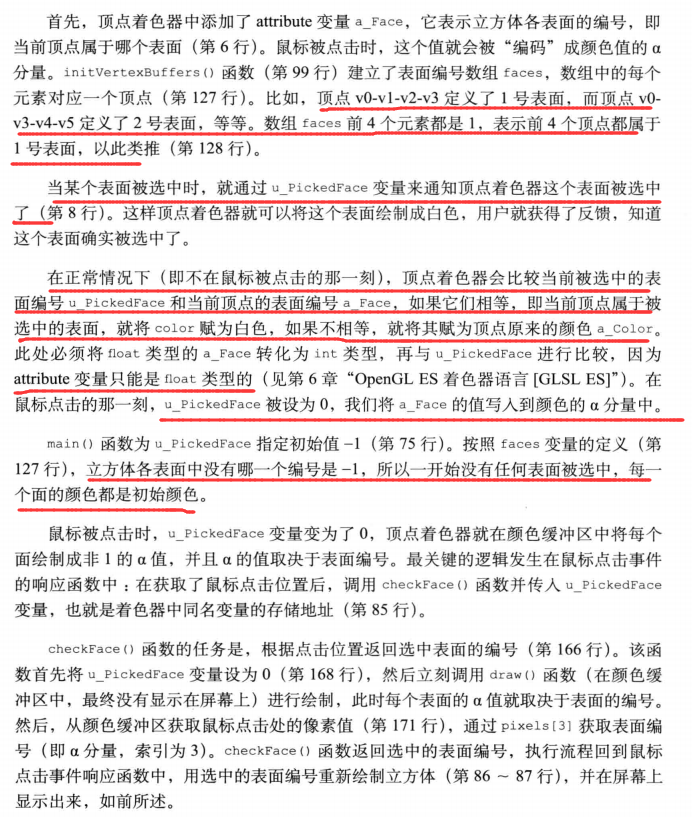 首先，顶点着色器中添加了 attribute 变量 a_Face，它表示立方体各表面的编号，即
当前顶点属于哪个表面（第 6 行）。鼠标被点击时，这个值就会被“编码”成颜色值的 α
分量。initVertexBuffers() 函数（第 99 行）建立了表面编号数组 faces，数组中的每个
元素对应一个顶点（第 127 行）。比如，顶点 v0-v1-v2-v3 定义了 1 号表面，而顶点 v0-
v3-v4-v5 定义了 2 号表面，等等。数组 faces 前 4 个元素都是 1，表示前 4 个顶点都属于
1 号表面，以此类推（第 128 行）。
当某个表面被选中时，就通过 u_PickedFace 变量来通知顶点着色器这个表面被选中
了（第 8 行）。这样顶点着色器就可以将这个表面绘制成白色，用户就获得了反馈，知道
这个表面确实被选中了。
在正常情况下（即不在鼠标被点击的那一刻），顶点着色器会比较当前被选中的表
面编号 u_PickedFace 和当前顶点的表面编号 a_Face，如果它们相等，即当前顶点属于被
选中的表面，就将 color 赋为白色，如果不相等，就将其赋为顶点原来的颜色 a_Color。
此处必须将 float 类型的 a_Face 转化为 int 类型，再与 u_PickedFace 进行比较，因为
attribute 变量只能是 float 类型的（见第 6 章“OpenGL ES 着色器语言 [GLSL ES]”）。在
鼠标点击的那一刻，u_PickedFace 被设为 0，我们将 a_Face 的值写入到颜色的 α 分量中。
main() 函数为 u_PickedFace 指定初始值 −1（第 75 行）。按照 faces 变量的定义（第
127 行），立方体各表面中没有哪一个编号是 −1，所以一开始没有任何表面被选中，每一
个面的颜色都是初始颜色。
鼠标被点击时，u_PickedFace 变量变为了 0，顶点着色器就在颜色缓冲区中将每个
面绘制成非 1 的 α 值，并且 α 的值取决于表面编号。最关键的逻辑发生在鼠标点击事件
的响应函数中：在获取了鼠标点击位置后，调用 checkFace() 函数并传入 u_PickedFace
变量，也就是着色器中同名变量的存储地址（第 85 行）。
checkFace() 函数的任务是，根据点击位置返回选中表面的编号（第 166 行）。该函
数首先将 u_PickedFace 变量设为 0（第 168 行），然后立刻调用 draw() 函数（在颜色缓
冲区中，最终没有显示在屏幕上）进行绘制，此时每个表面的 α 值就取决于表面的编号。
然后，从颜色缓冲区获取鼠标点击处的像素值（第 171 行），通过 pixels[3] 获取表面编
号（即 α 分量，索引为 3）。checkFace() 函数返回选中的表面编号，执行流程回到鼠标
点击事件响应函数中，用选中的表面编号重新绘制立方体（第 86 ～ 87 行），并在屏幕上
显示出来，如前所述。